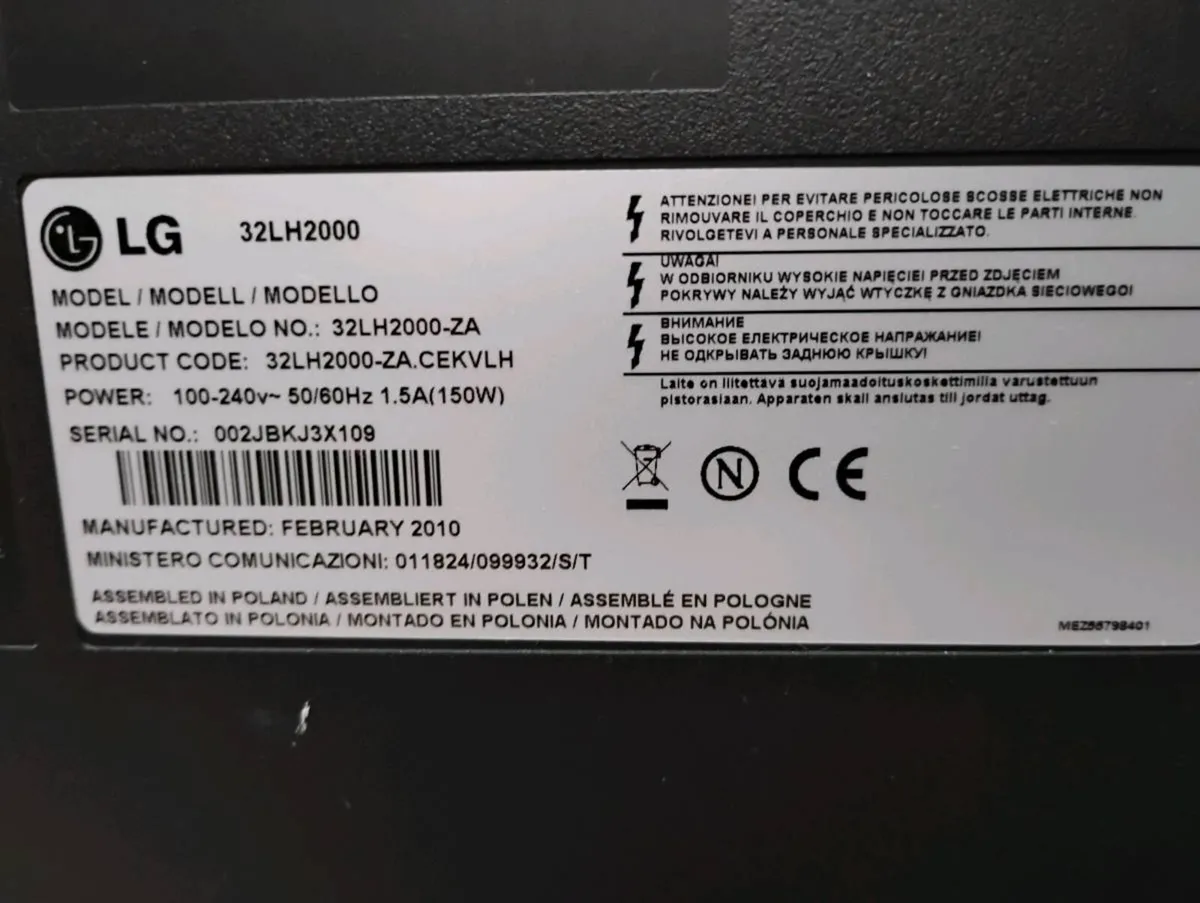 LG 32LH2000
MODEL / MODELL / MODELLO
MODELE / MODELO NO.: 32LH2000-ZA
PRODUCT CODE: 32LH2000-ZA.CEKVLH
POWER: 100-240v~ 50/60Hz 1.5A(150W)
SERIAL NO.: 002JBKJ3X109
MANUFACTURED: FEBRUARY 2010
MINISTERO COMUNICAZIONI: 011824/099932/S/T
ASSEMBLED IN POLAND / ASSEMBLIERT IN POLEN / ASSEMBLÉ EN POLOGNE
ASSEMBLATO IN POLONIA / MONTADO EN POLONIA / MONTADO NA POLÓNIA
ATTENZIONE! PER EVITARE PERICOLOSE SCOSSE ELETTRICHE NON
RIMOUVARE IL COPERCHIO E NON TOCCARE LE PARTI INTERNE.
RIVOLGETEVI A PERSONALE SPECIALIZZATO.
UWAGA!
W ODBIORNIKU WYSOKIE NAPIĘCIE! PRZED ZDJĘCIEM
POKRYWY NALEŻY WYJĄĆ WTYCZKĘ Z GNIAZDKA SIECIOWEGO!
ВНИМАНИЕ
ВЫСОКОЕ ЕЛЕКТРИЧЕСКОЕ НАПРАЖАНИЕ!
НЕ ОДКРЫВАТЬ ЗАДНЮЮ КРЫШКУ!
Laite on liitettävä suojamaadoituskoskettimilla varustettuun
pistorasiaan. Apparaten skall anslutas till jordat uttag.
N CE
MEZ56798401